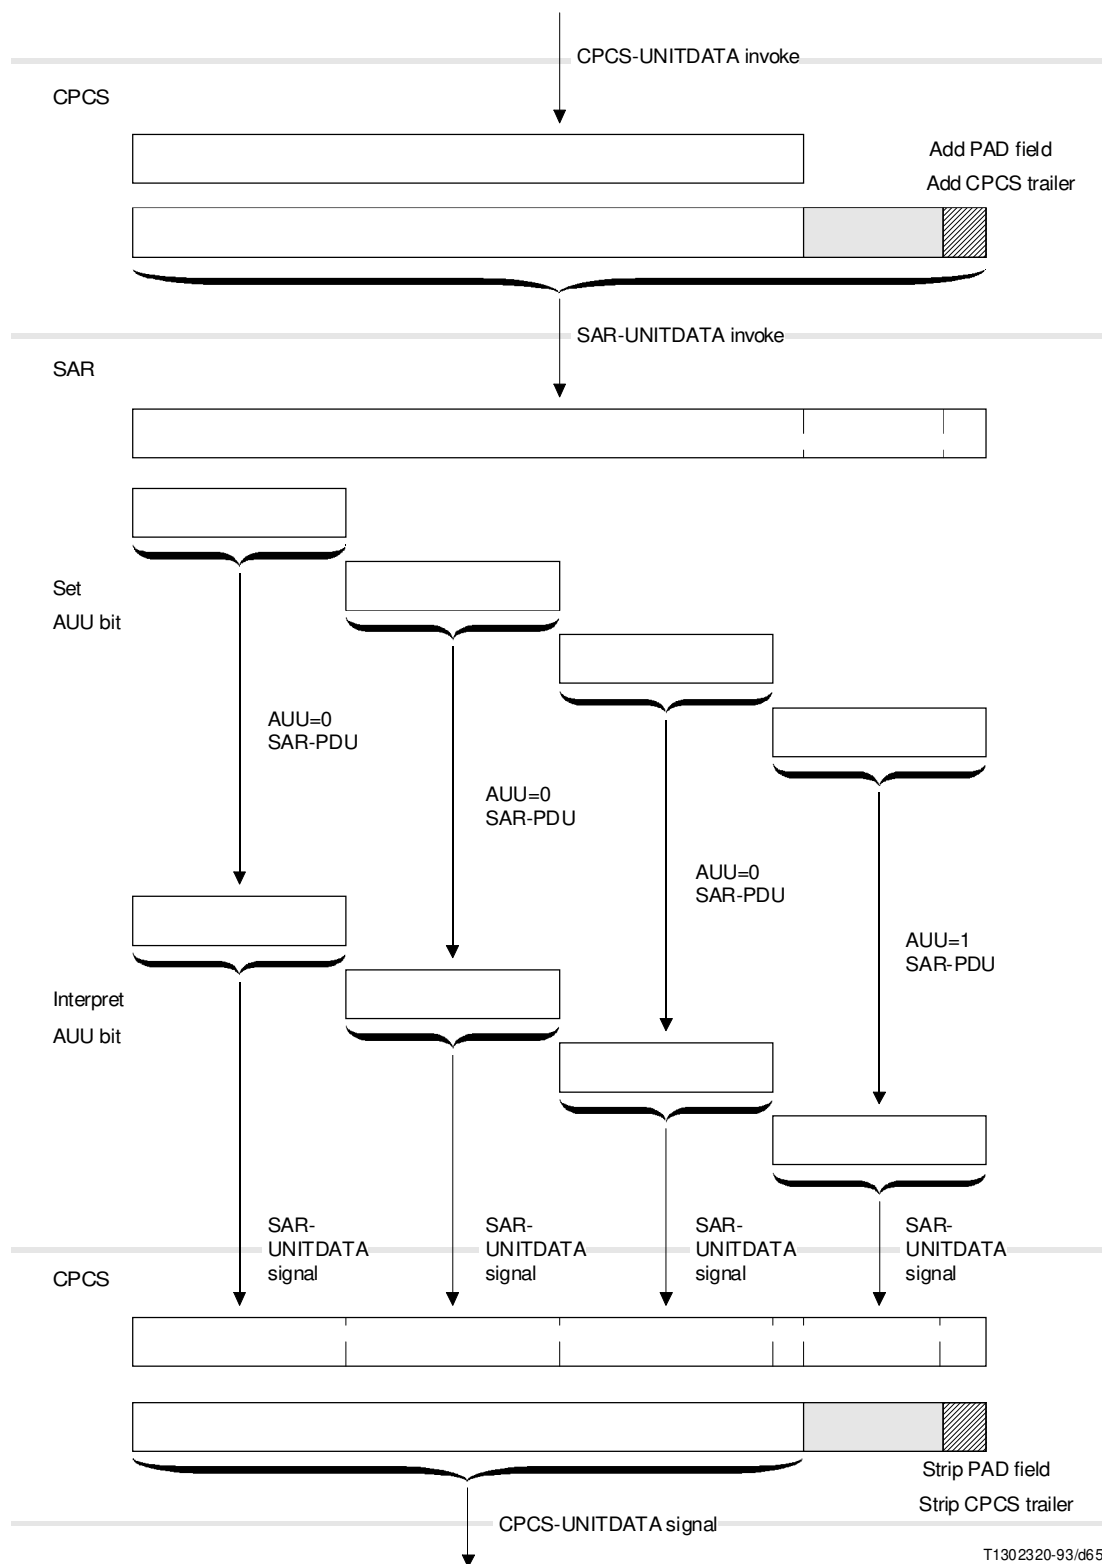 CPCS-UNITDATA invoke
CPCS
Add PAD field
Add CPCS trailer
SAR-UNITDATA invoke
SAR
Set
AUU bit
AUU=0
SAR-PDU
AUU=0
SAR-PDU
AUU=0
SAR-PDU
AUU=1
SAR-PDU
Interpret
AUU bit
SAR-
UNITDATA
signal
SAR-
UNITDATA
signal
SAR-
UNITDATA
signal
SAR-
UNITDATA
signal
CPCS
Strip PAD field
Strip CPCS trailer
CPCS-UNITDATA signal
T1302320-93/d65